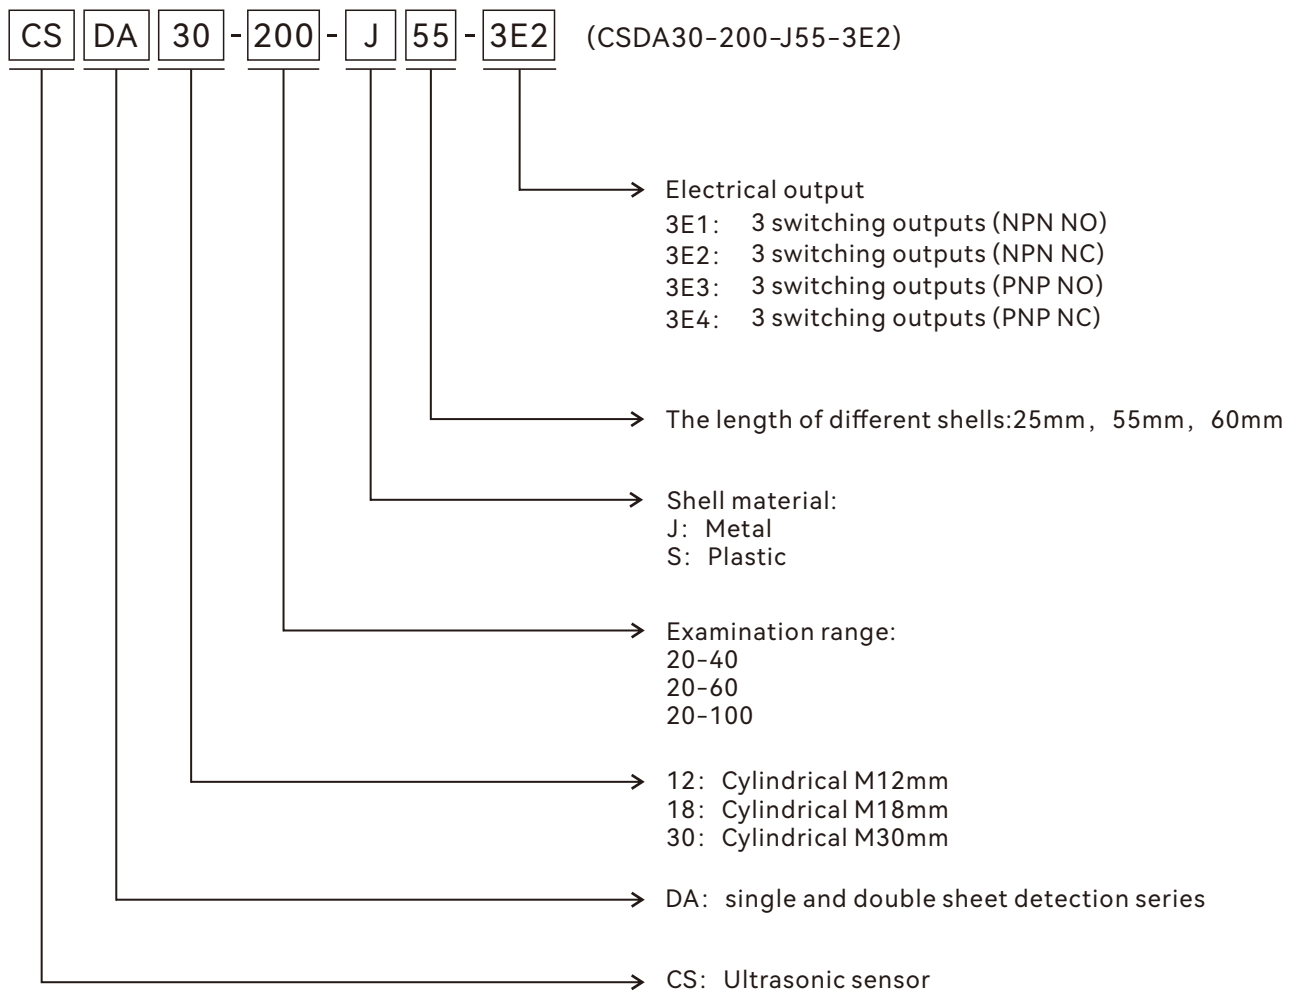 CS DA 30 - 200 - J 55 - 3E2 (CSDA30-200-J55-3E2)
Electrical output
3E1: 3 switching outputs (NPN NO)
3E2: 3 switching outputs (NPN NC)
3E3: 3 switching outputs (PNP NO)
3E4: 3 switching outputs (PNP NC)
The length of different shells:25mm, 55mm, 60mm
Shell material:
J: Metal
S: Plastic
Examination range:
20-40
20-60
20-100
12: Cylindrical M12mm
18: Cylindrical M18mm
30: Cylindrical M30mm
DA: single and double sheet detection series
CS: Ultrasonic sensor